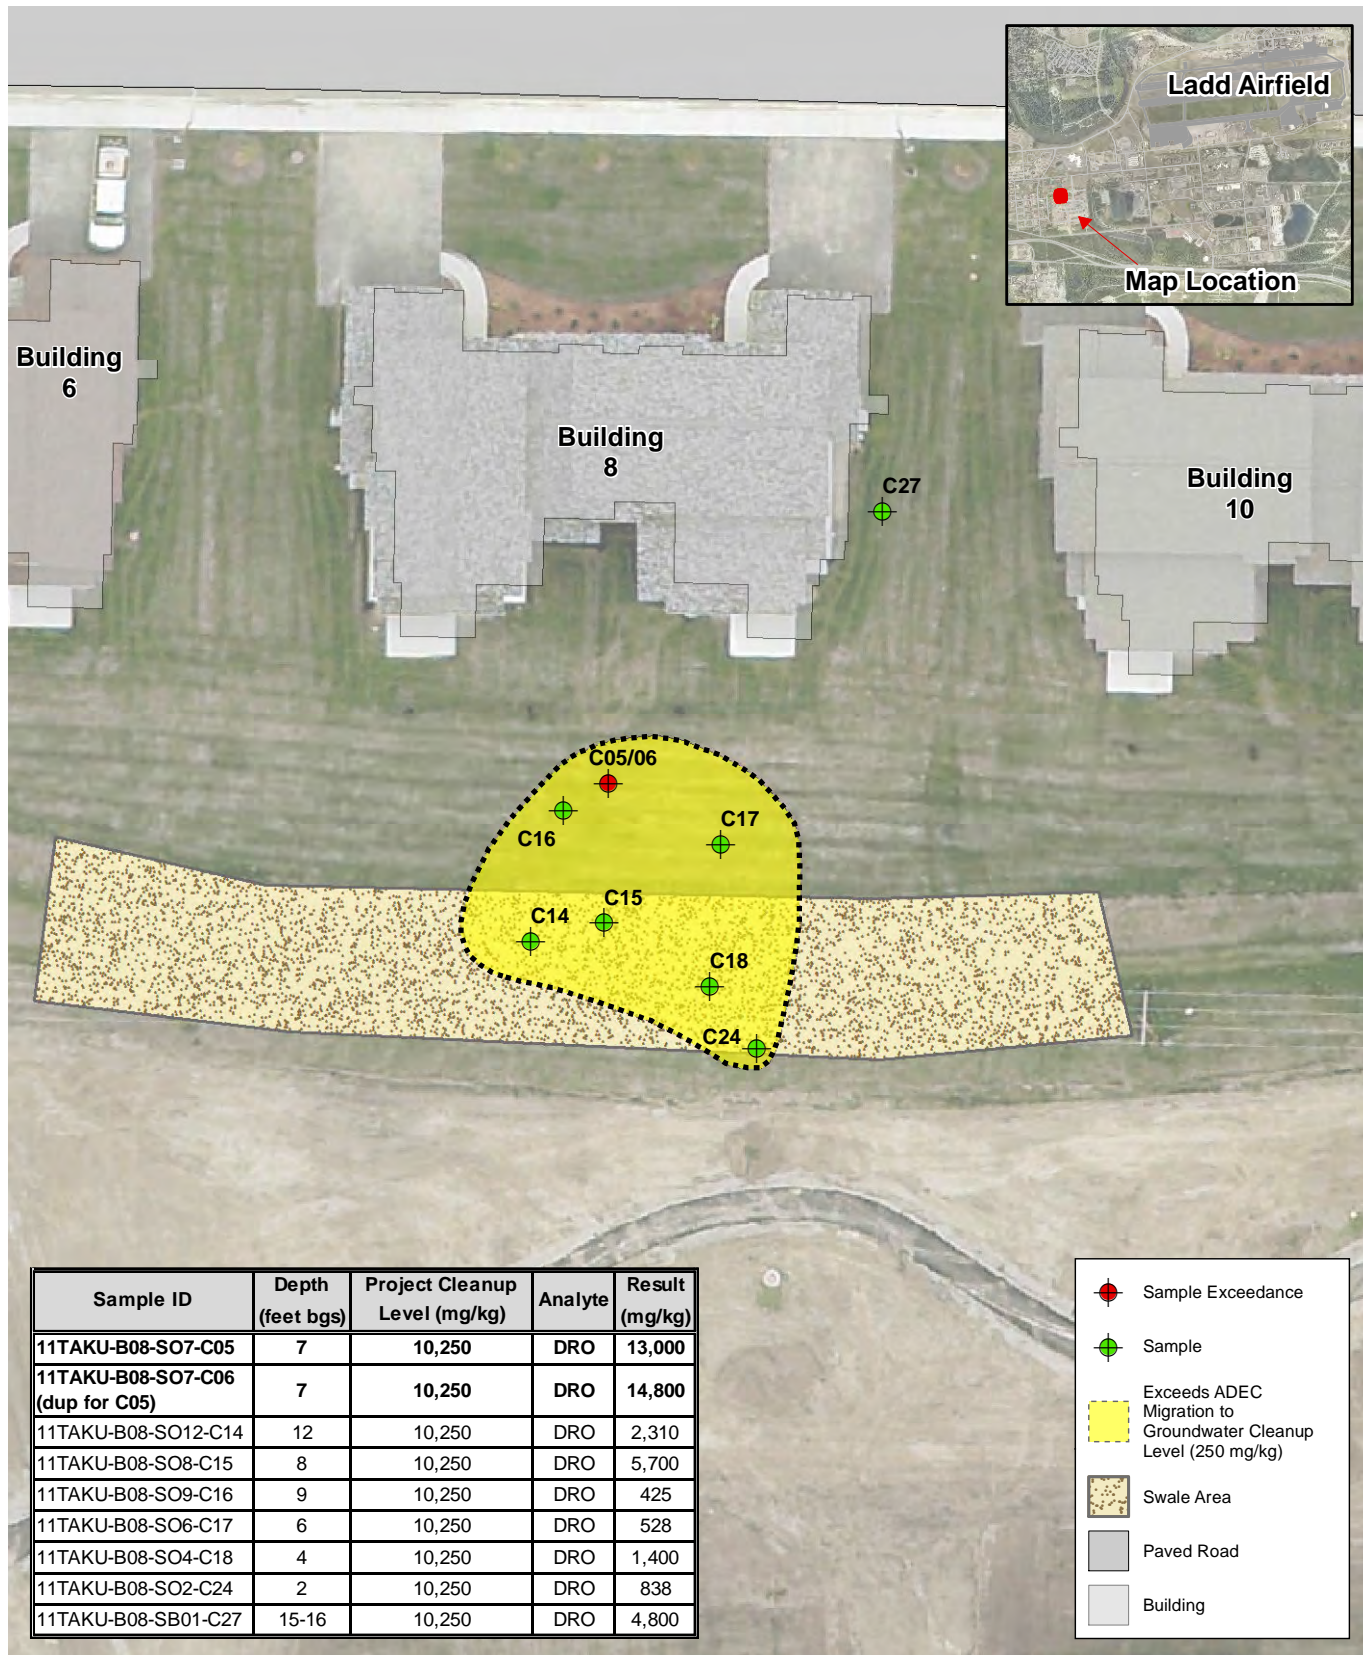 Ladd Airfield
Map Location
Building
6
Building
8
Building
10
C27
C05/06
C16
C17
C15
C14
C18
C24
Sample ID Depth (feet bgs) Project Cleanup Level (mg/kg) Analyte Result (mg/kg)
11TAKU-B08-SO7-C05 7 10,250 DRO 13,000
11TAKU-B08-SO7-C06 (dup for C05) 7 10,250 DRO 14,800
11TAKU-B08-SO12-C14 12 10,250 DRO 2,310
11TAKU-B08-SO8-C15 8 10,250 DRO 5,700
11TAKU-B08-SO9-C16 9 10,250 DRO 425
11TAKU-B08-SO6-C17 6 10,250 DRO 528
11TAKU-B08-SO4-C18 4 10,250 DRO 1,400
11TAKU-B08-SO2-C24 2 10,250 DRO 838
11TAKU-B08-SB01-C27 15-16 10,250 DRO 4,800
Sample Exceedance
Sample
Exceeds ADEC
Migration to
Groundwater Cleanup
Level (250 mg/kg)
Swale Area
Paved Road
Building